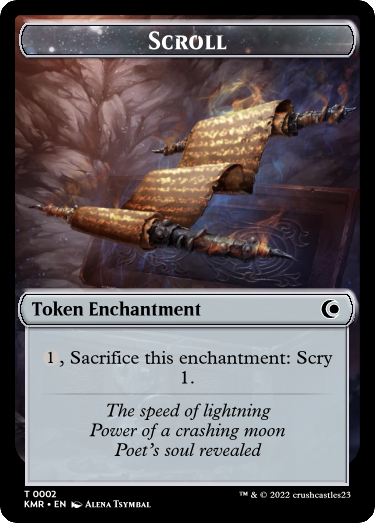 Scroll
Token Enchantment
1, Sacrifice this enchantment: Scry
1.
The speed of lightning
Power of a crashing moon
Poet's soul revealed
T 0002
KMR • EN Alena Tsymbal
™ & © 2022 crushcastles23